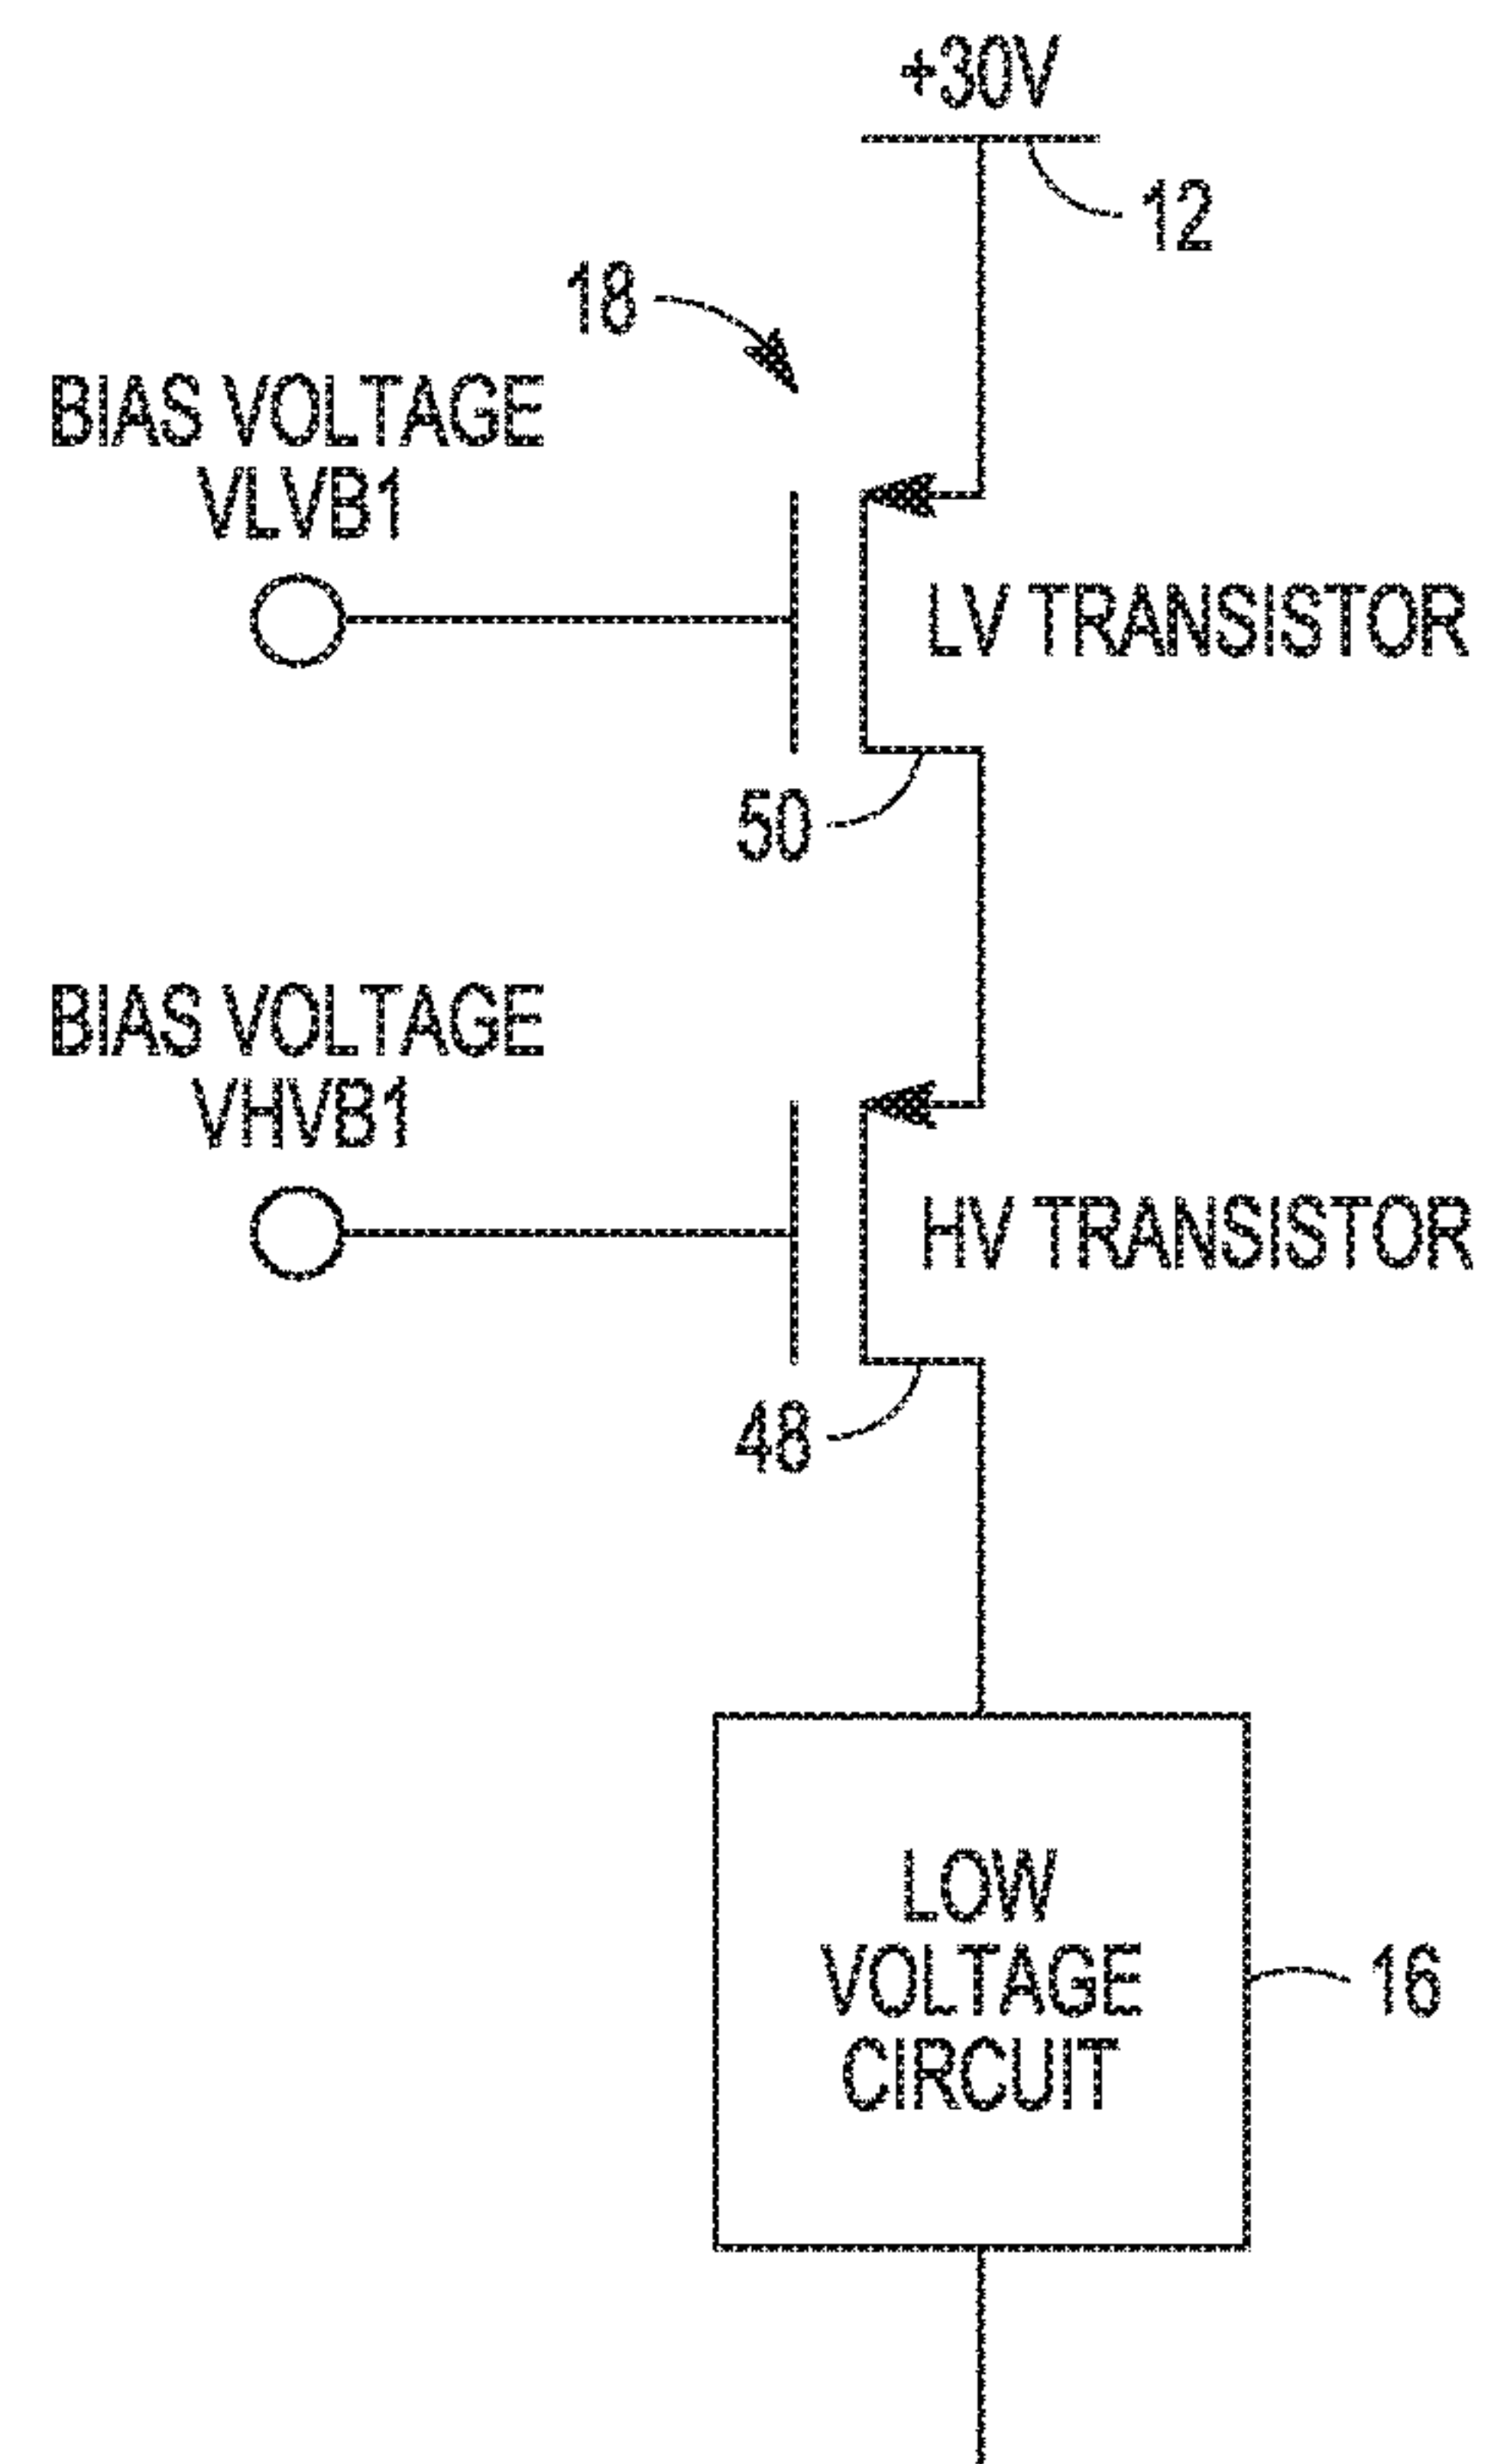 +30V
12
18
BIAS VOLTAGE
VLVB1
LV TRANSISTOR
50
BIAS VOLTAGE
VHVB1
HV TRANSISTOR
48
LOW
VOLTAGE
CIRCUIT
16